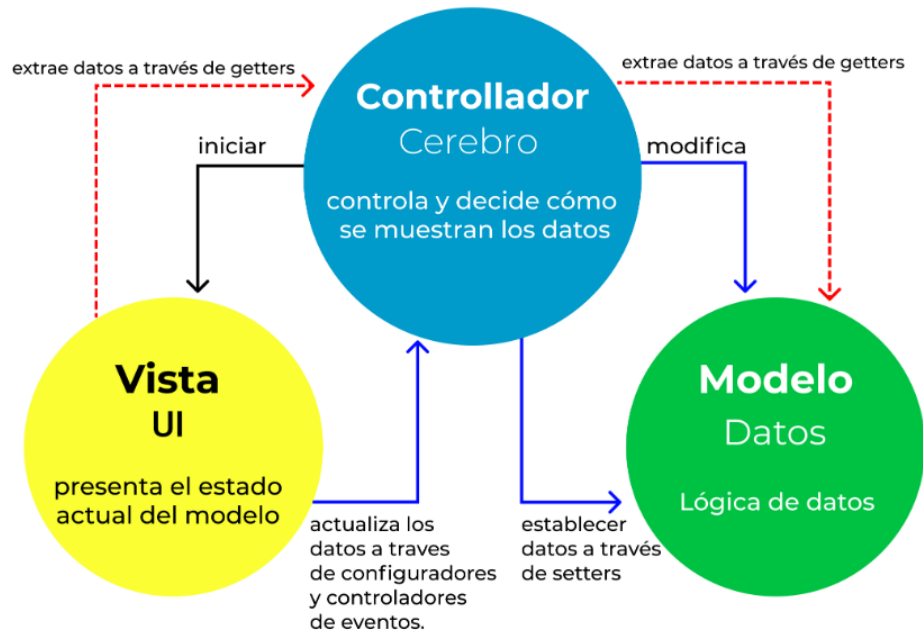 extrae datos a través de getters
extrae datos a través de getters
Controllador
Cerebro
controla y decide cómo
se muestran los datos
iniciar
modifica
Vista
UI
presenta el estado
actual del modelo
Modelo
Datos
Lógica de datos
actualiza los
datos a traves
de configuradores
y controladores
de eventos.
establecer
datos a través
de setters